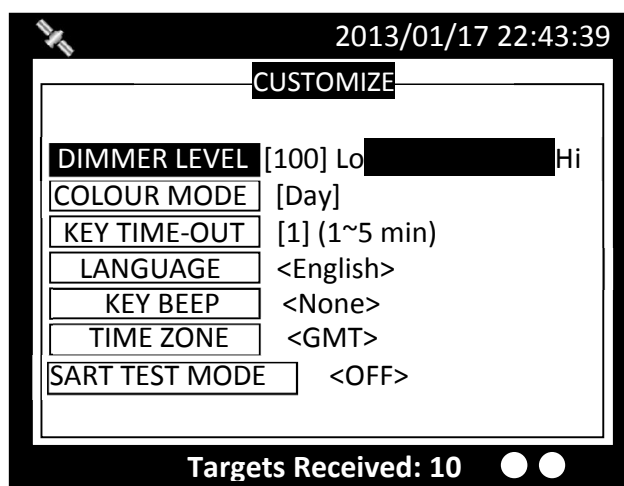 2013/01/17 22:43:39
CUSTOMIZE
DIMMER LEVEL [100] Lo Hi
COLOUR MODE [Day]
KEY TIME-OUT [1] (1~5 min)
LANGUAGE <English>
KEY BEEP <None>
TIME ZONE <GMT>
SART TEST MODE <OFF>
Targets Received: 10